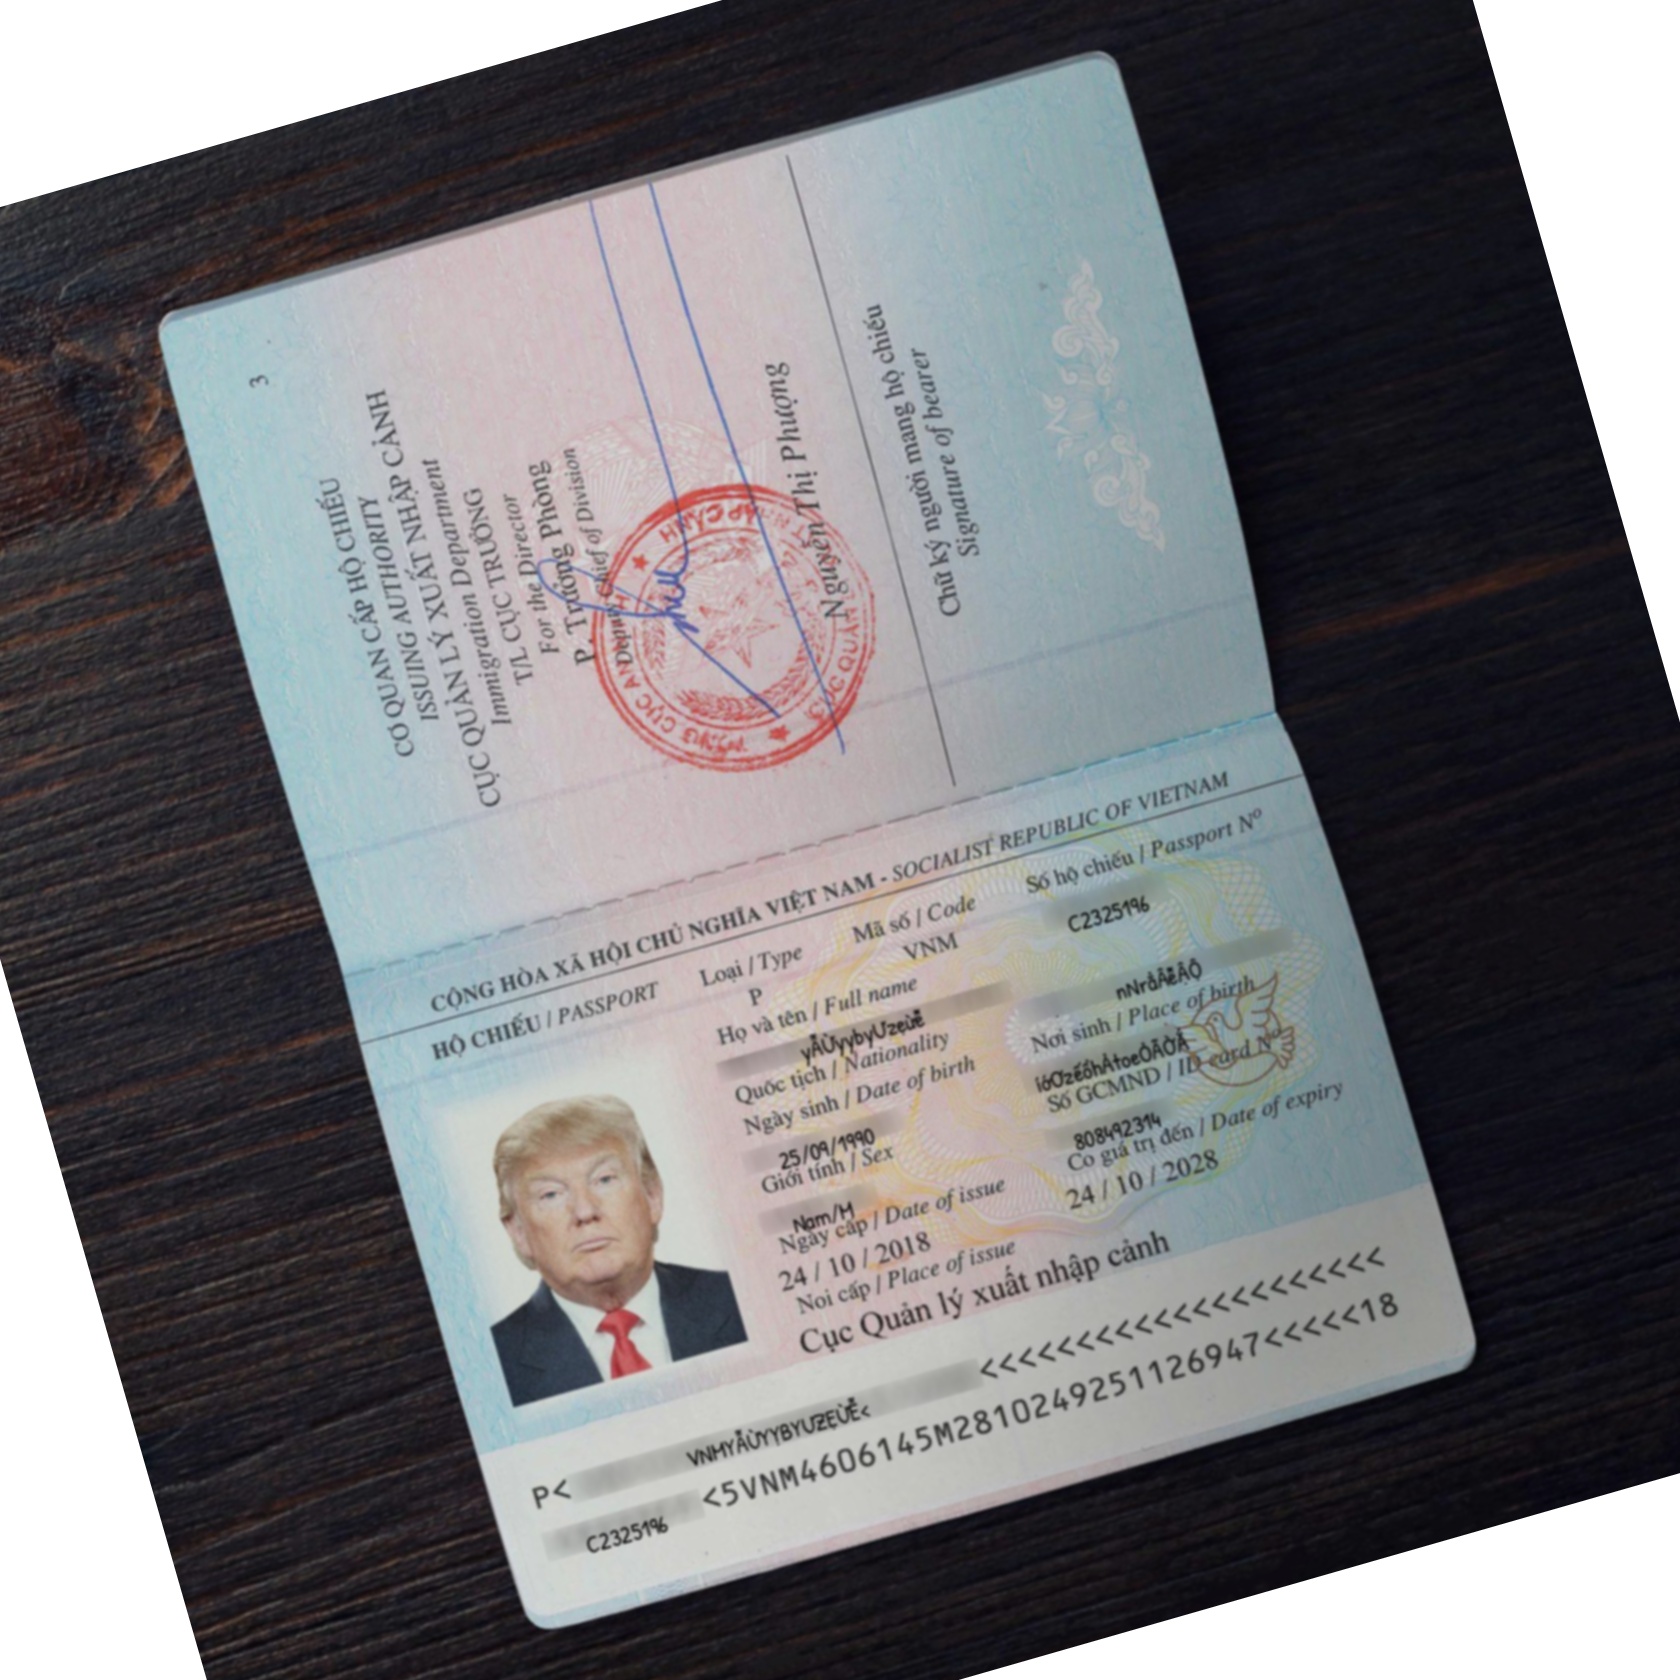 3
CƠ QUAN CẤP HỘ CHIẾU
ISSUING AUTHORITY
CỤC QUẢN LÝ XUẤT NHẬP CẢNH
Immigration Department
T/L CỤC TRƯỞNG
For the Director
P. Trưởng Phòng
Deputy Chief of Division
Nguyễn Thị Phượng
Chữ ký người mang hộ chiếu
Signature of bearer
CỘNG HÒA XÃ HỘI CHỦ NGHĨA VIỆT NAM - SOCIALIST REPUBLIC OF VIETNAM
HỘ CHIẾU / PASSPORT
Loại / Type
Mã số / Code
Số hộ chiếu / Passport Nº
P
VNM
C2325196
Họ và tên / Full name
Quốc tịch / Nationality
Nơi sinh / Place of birth
Ngày sinh / Date of birth
Số GCMND / ID card Nº
25/09/1990
808492314
Giới tính / Sex
Có giá trị đến / Date of expiry
Nam/M
24 / 10 / 2028
Ngày cấp / Date of issue
24 / 10 / 2018
Noi cấp / Place of issue
Cục Quản lý xuất nhập cảnh
P<
<<<<<<<<<<<<<<<<<<<<<
C2325196 <5VNM4606145M2810249251126947<<<<<18